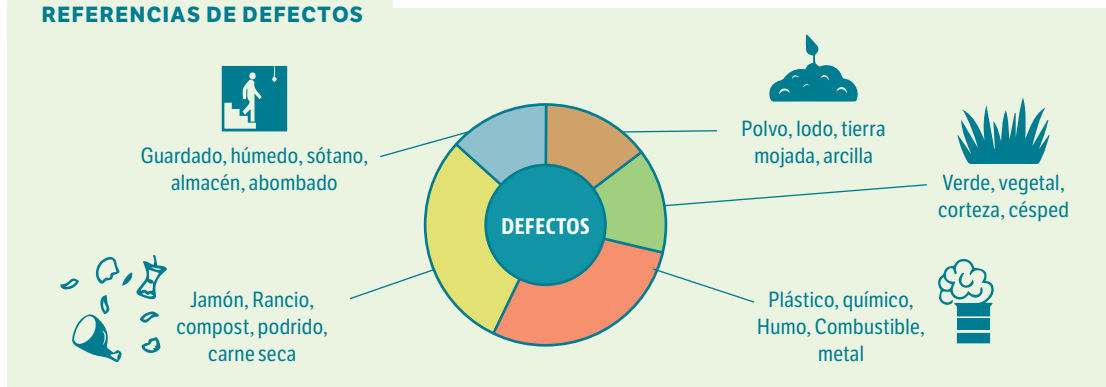 REFERENCIAS DE DEFECTOS
Guardado, húmedo, sótano,
almacén, abombado
Polvo, lodo, tierra
mojada, arcilla
Verde, vegetal,
corteza, césped
DEFECTOS
Jamón, Rancio,
compost, podrido,
carne seca
Plástico, químico,
Humo, Combustible,
metal